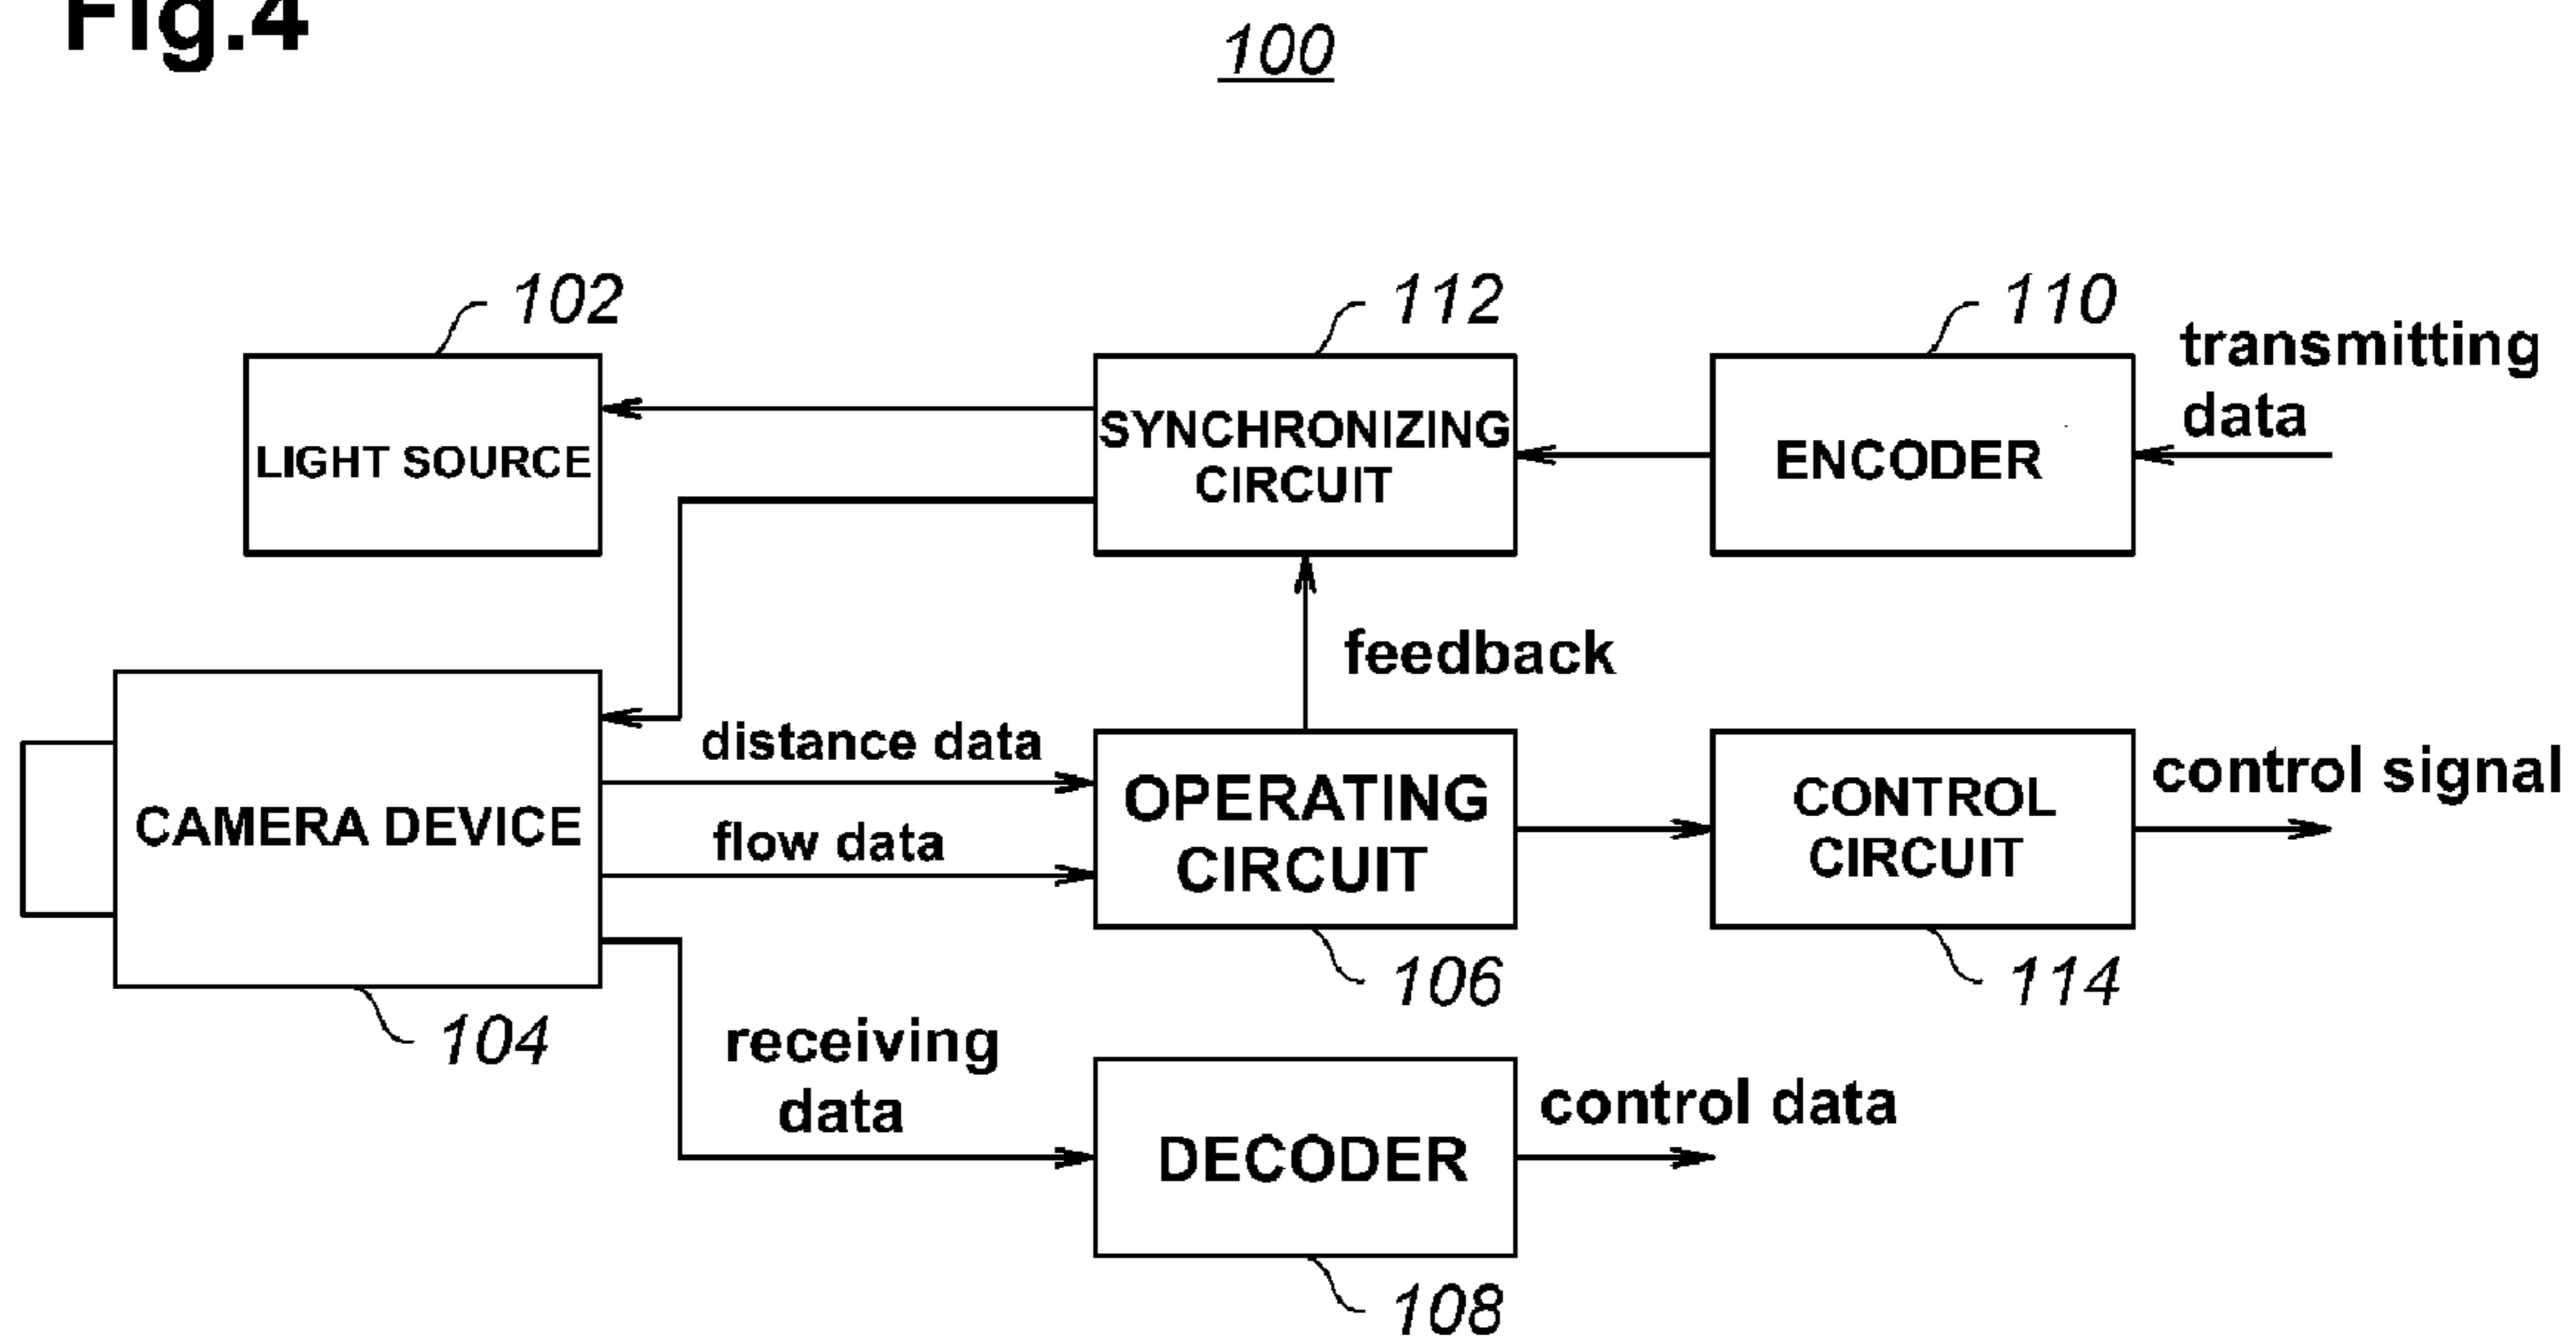 Fig.4
100
102
112
110
transmitting
data
LIGHT SOURCE
SYNCHRONIZING
CIRCUIT
ENCODER
feedback
distance data
flow data
CAMERA DEVICE
OPERATING
CIRCUIT
CONTROL
CIRCUIT
control signal
104
106
114
receiving
data
DECODER
control data
108